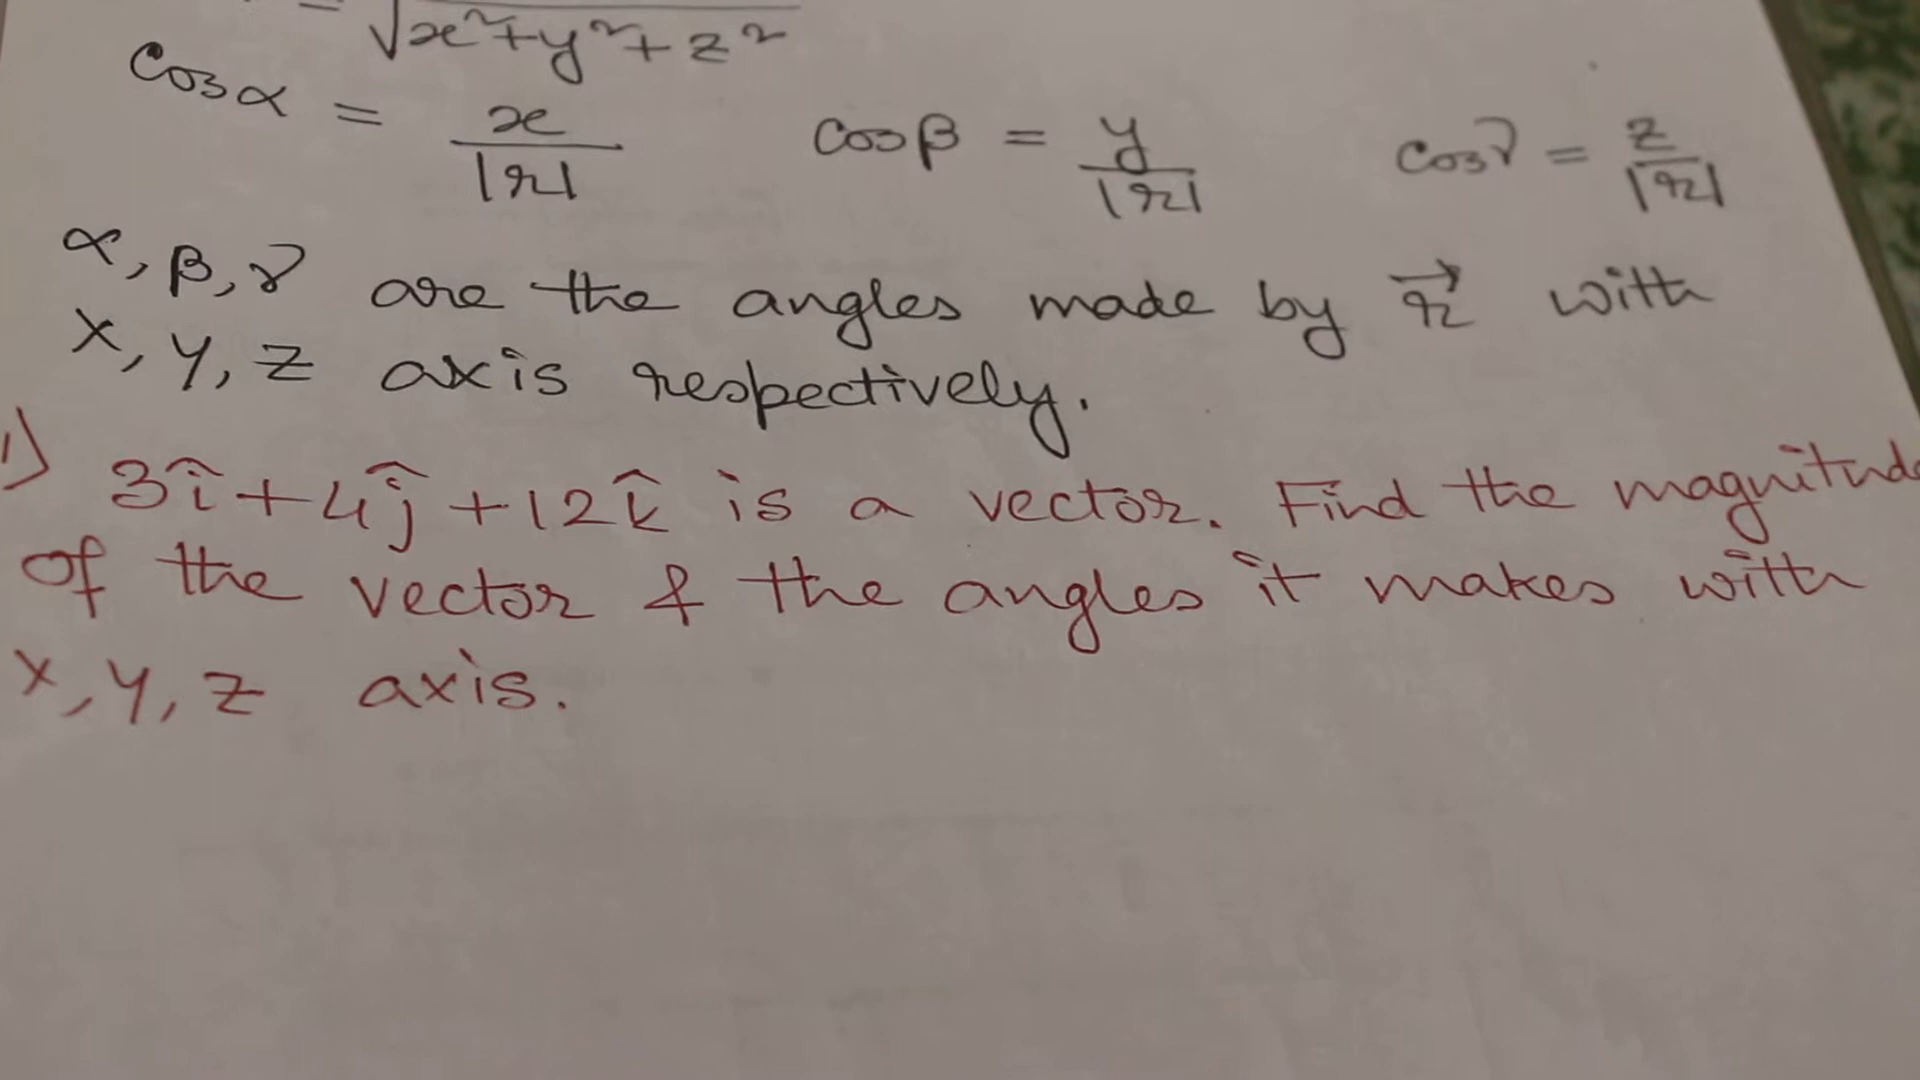 = √x²+y²+z²
Cosα = x/|r| cosβ = y/|r| cosγ = z/|r|
α, β, γ are the angles made by r⃗ with
X, Y, Z axis respectively.
1) 3î+4ĵ+12k̂ is a vector. Find the magnitude
of the vector & the angles it makes with
X, Y, Z axis.